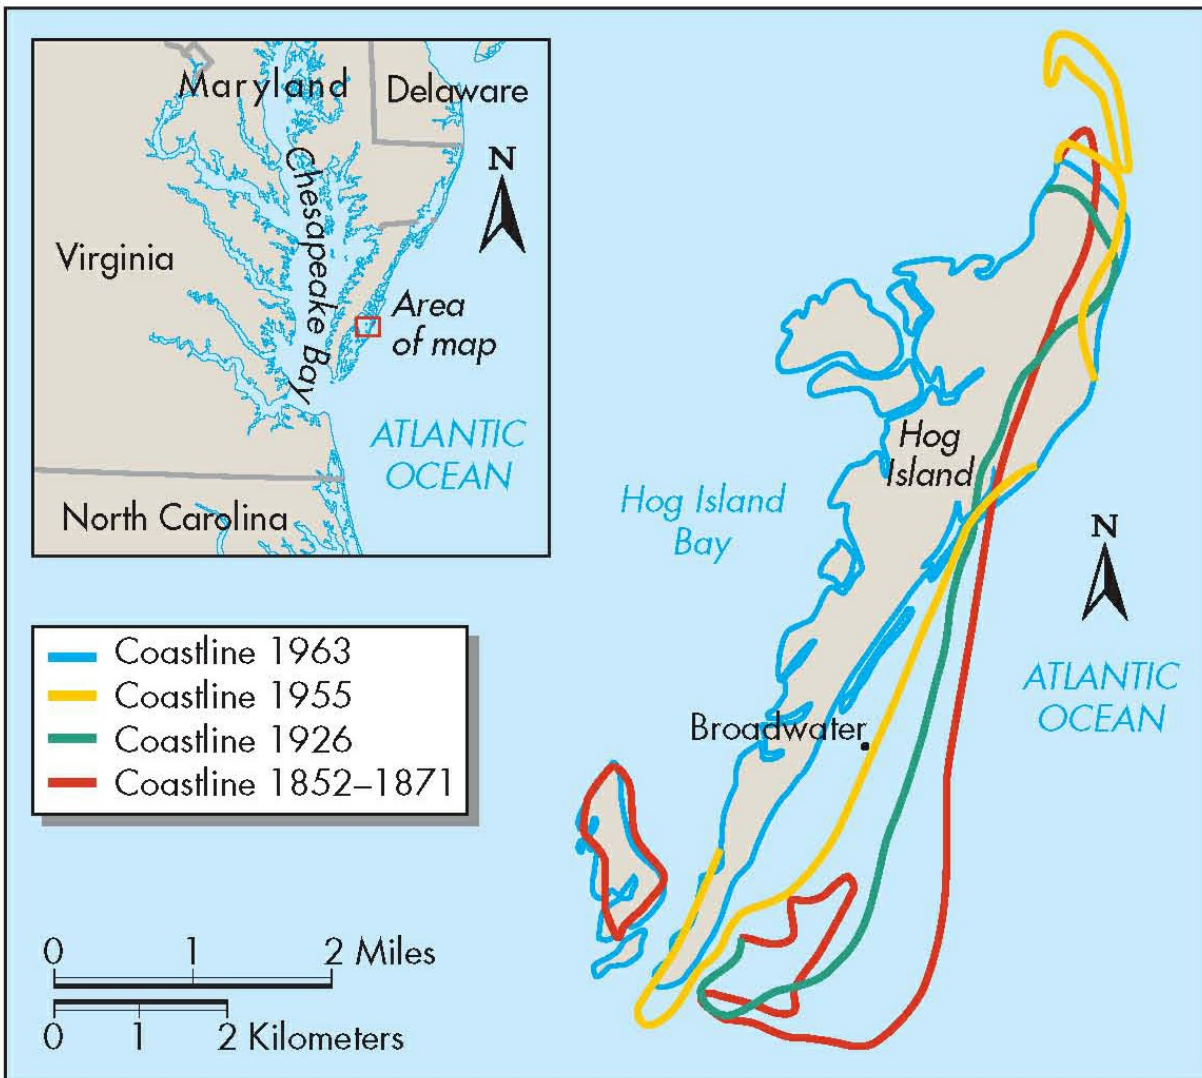 Maryland
Delaware
Chesapeake Bay
N
Virginia
Area
of map
ATLANTIC
OCEAN
North Carolina
Hog
Island
Hog Island
Bay
N
ATLANTIC
OCEAN
Broadwater
Coastline 1963
Coastline 1955
Coastline 1926
Coastline 1852–1871
0 1 2 Miles
0 1 2 Kilometers